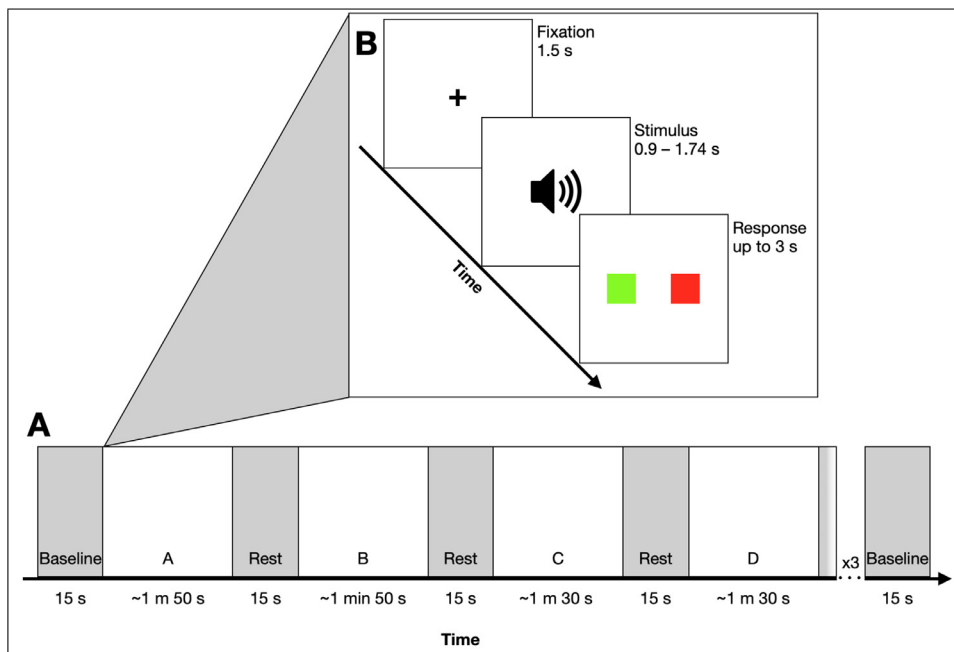 B
Fixation
1.5 s
+
Stimulus
0.9 – 1.74 s
Response
up to 3 s
Time
A
Baseline A Rest B Rest C Rest D x3 Baseline
15 s ~1 m 50 s 15 s ~1 min 50 s 15 s ~1 m 30 s 15 s ~1 m 30 s 15 s
Time